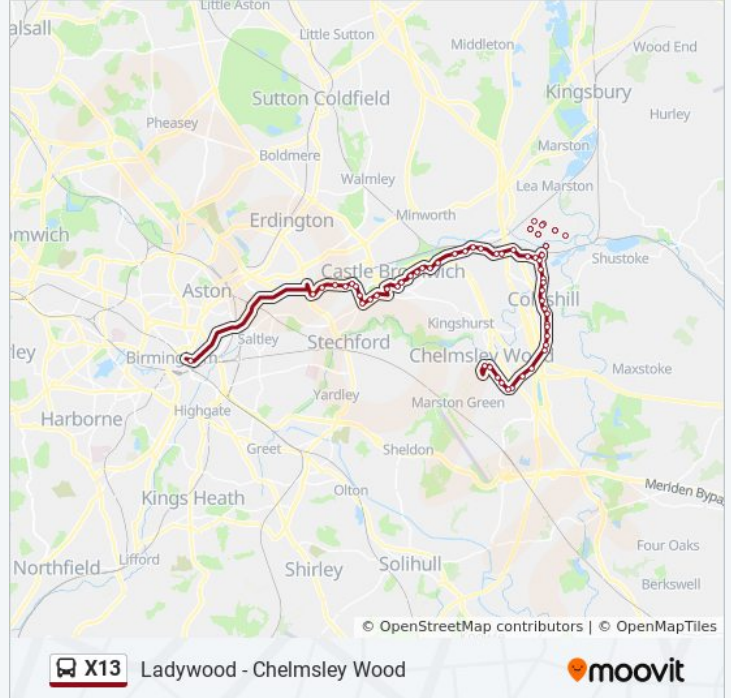 Little Aston
alsall
Little Sutton
Middleton
Wood End
Kingsbury
Sutton Coldfield
Hurley
Pheasey
Marston
Boldmere
Walmley
Lea Marston
Minworth
Erdington
omwich
Shustoke
Castle Bromwich
Aston
Coleshill
Kingshurst
Saltley
Stechford
ley
Birmingham
Chelmsley Wood
Maxstoke
Yardley
Marston Green
Highgate
Harborne
Greet
Sheldon
Olton
Meriden Bypa
Kings Heath
Four Oaks
Lifford
Northfield
Shirley
Solihull
Berkswell
© OpenStreetMap contributors | © OpenMapTiles
X13 Ladywood - Chelmsley Wood
moovit